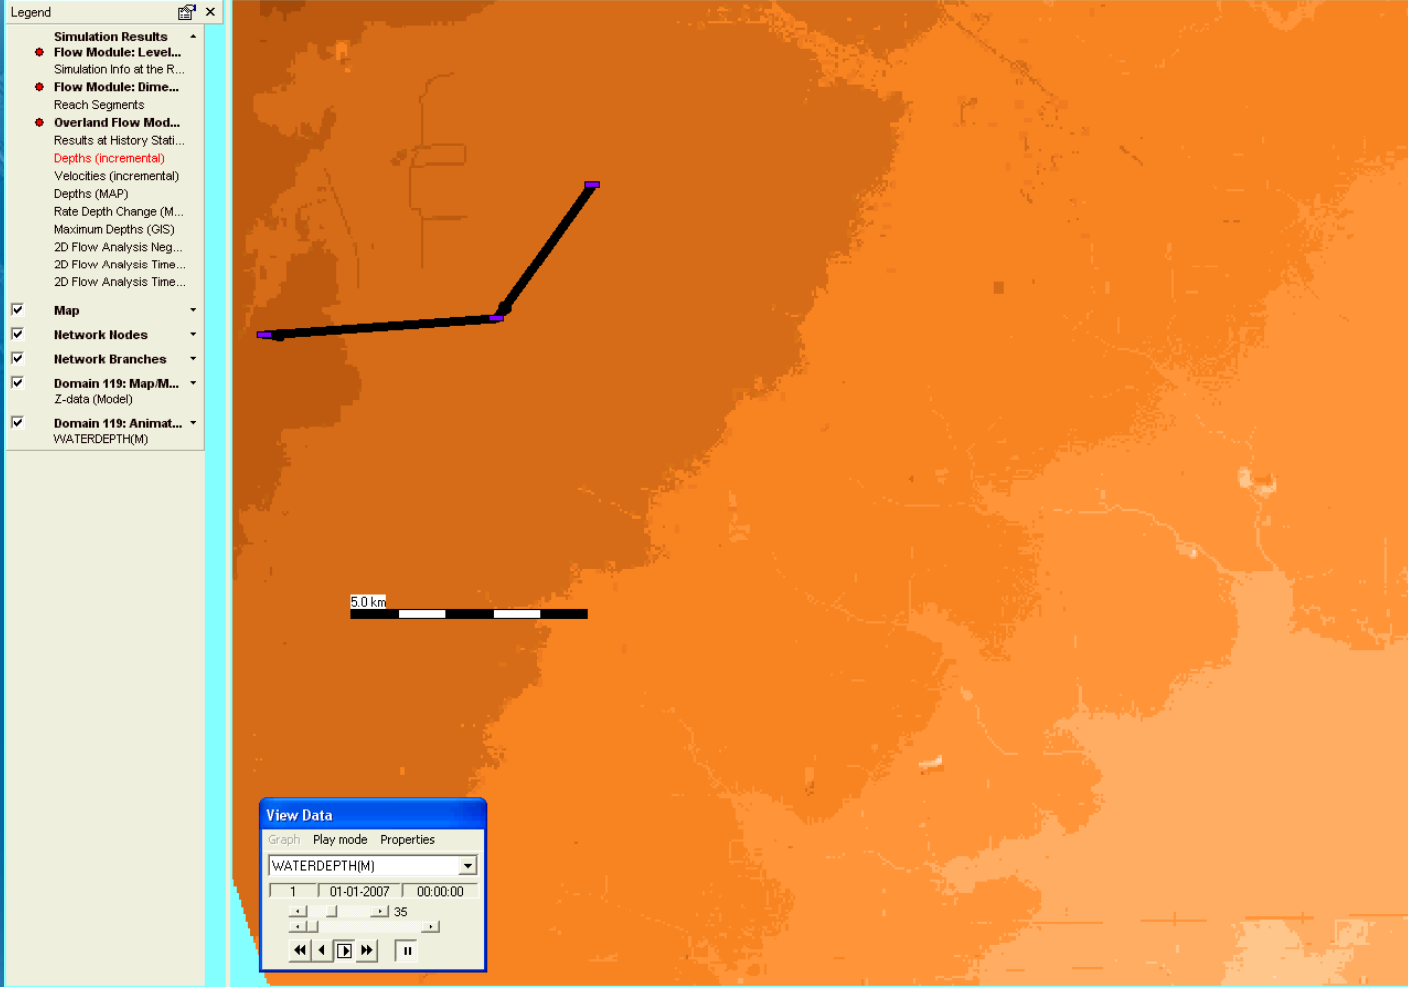 Legend
Simulation Results
Flow Module: Level...
Simulation Info at the R...
Flow Module: Dime...
Reach Segments
Overland Flow Mod...
Results at History Stati...
Depths (incremental)
Velocities (incremental)
Depths (MAP)
Rate Depth Change (M...
Maximum Depths (GIS)
2D Flow Analysis Neg...
2D Flow Analysis Time...
2D Flow Analysis Time...
Map
Network Nodes
Network Branches
Domain 119: Map/M...
Z-data (Model)
Domain 119: Animat...
WATERDEPTH(M)
5.0 km
View Data
Graph Play mode Properties
WATERDEPTH(M)
1 01-01-2007 00:00:00
35